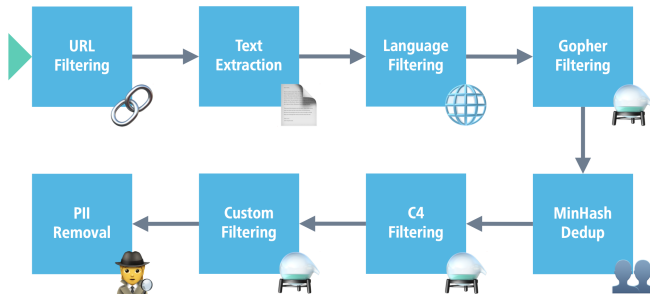 URL
Filtering
Text
Extraction
Language
Filtering
Gopher
Filtering
MinHash
Dedup
C4
Filtering
Custom
Filtering
PII
Removal